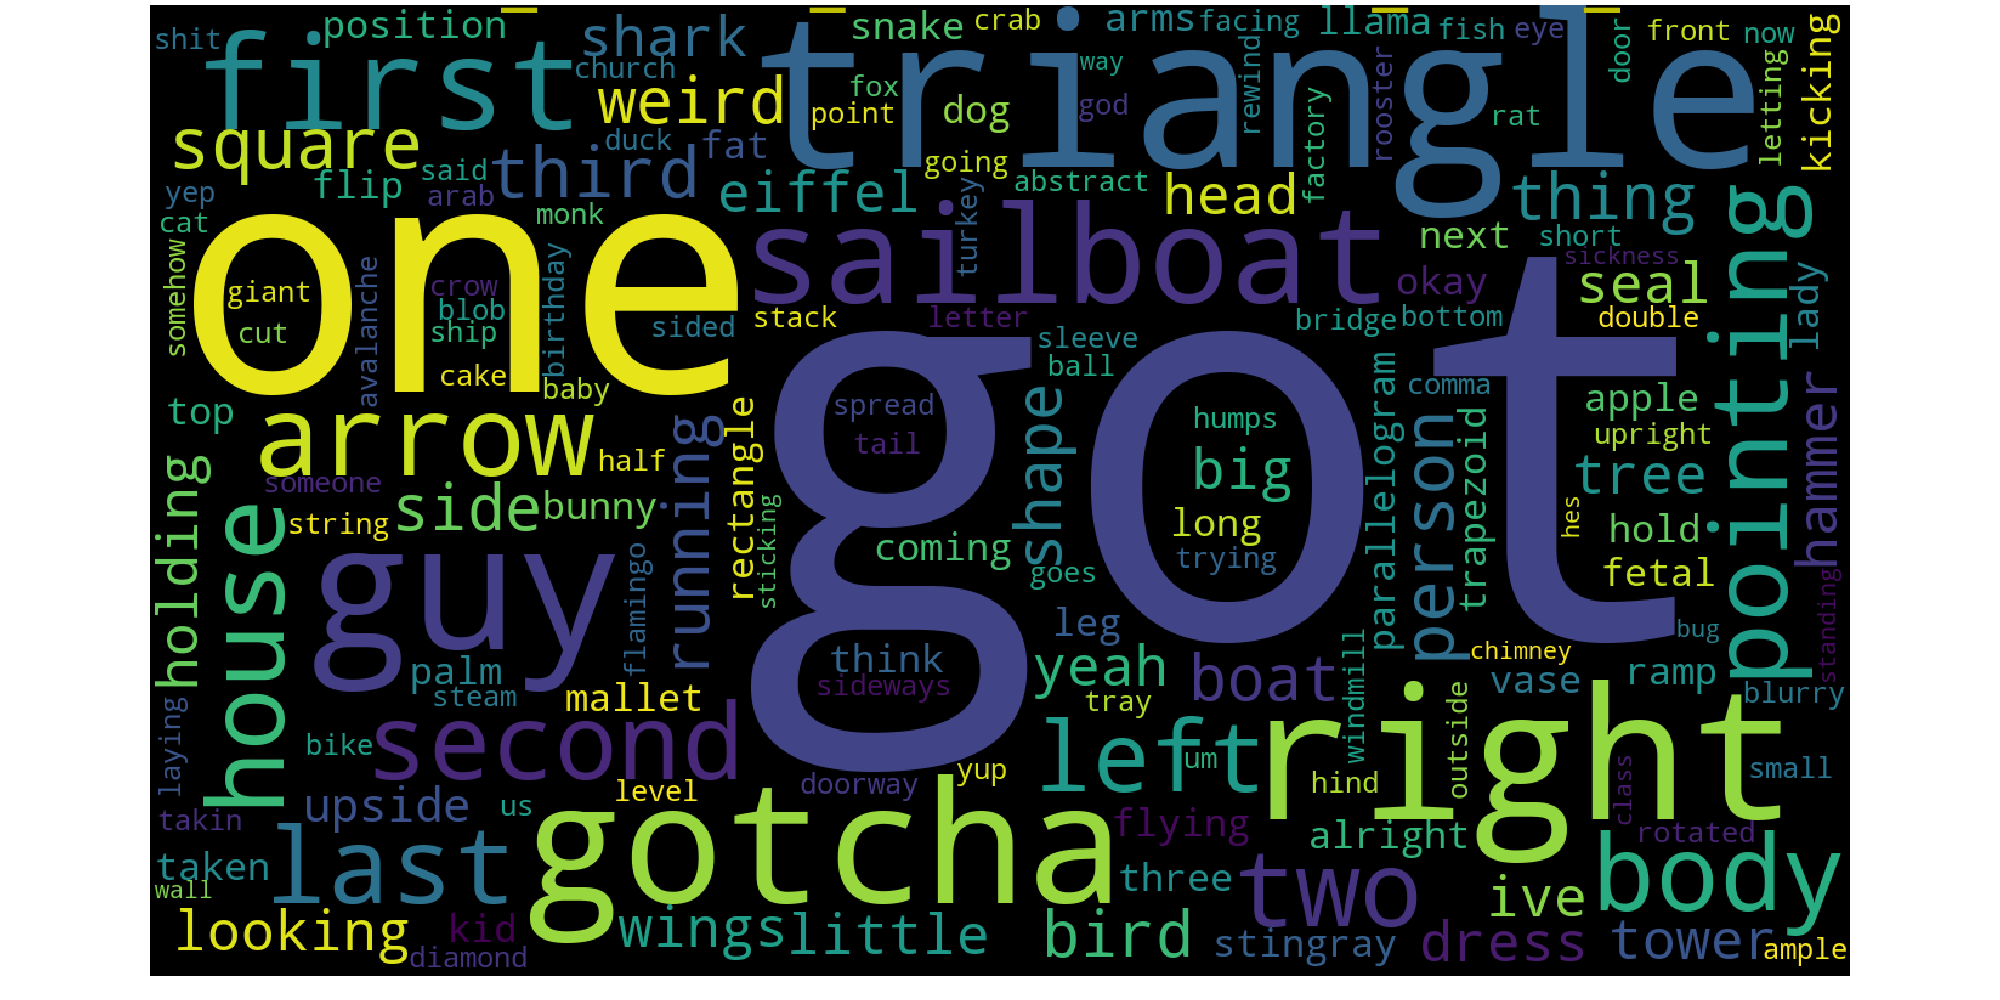 shit
position
first
shark
church
weird
triangle
arms
snake
crab
facing
llama
fish
eye
door
front
now
kicking
letting
way
fox
point
dog
god
rewind
factory
rooster
rat
square
duck
fat
said
third
arab
flip
going
eiffel
abstract
head
thing
pointing
yep
cat
monk
turkey
sailboat
next
short
sickness
okay
seal
lady
one
somehow
giant
cut
avalanche
crow
blob
ship
birthday
sided
stack
letter
sleeve
ball
bridge
bottom
double
got
cake
baby
comma
apple
upright
hammer
top
arrow
half
someone
string
side
bunny
running
rectangle
sticking
spread
tail
shape
humps
big
long
trying
parallelogram
person
trapezoid
tree
hes
hold
fetal
standing
holding
house
guy
flamingo
coming
goes
leg
think
sideways
yeah
tray
boat
windmill
chimney
bug
vase
ramp
blurry
palm
steam
mallet
laying
second
bike
doorway
yup
left
um
right
hind
outside
class
small
level
upside
us
gotcha
flying
alright
rotated
takin
taken
last
wall
three
two
ive
body
looking
kid
diamond
wings
little
bird
stingray
dress
tower
ample